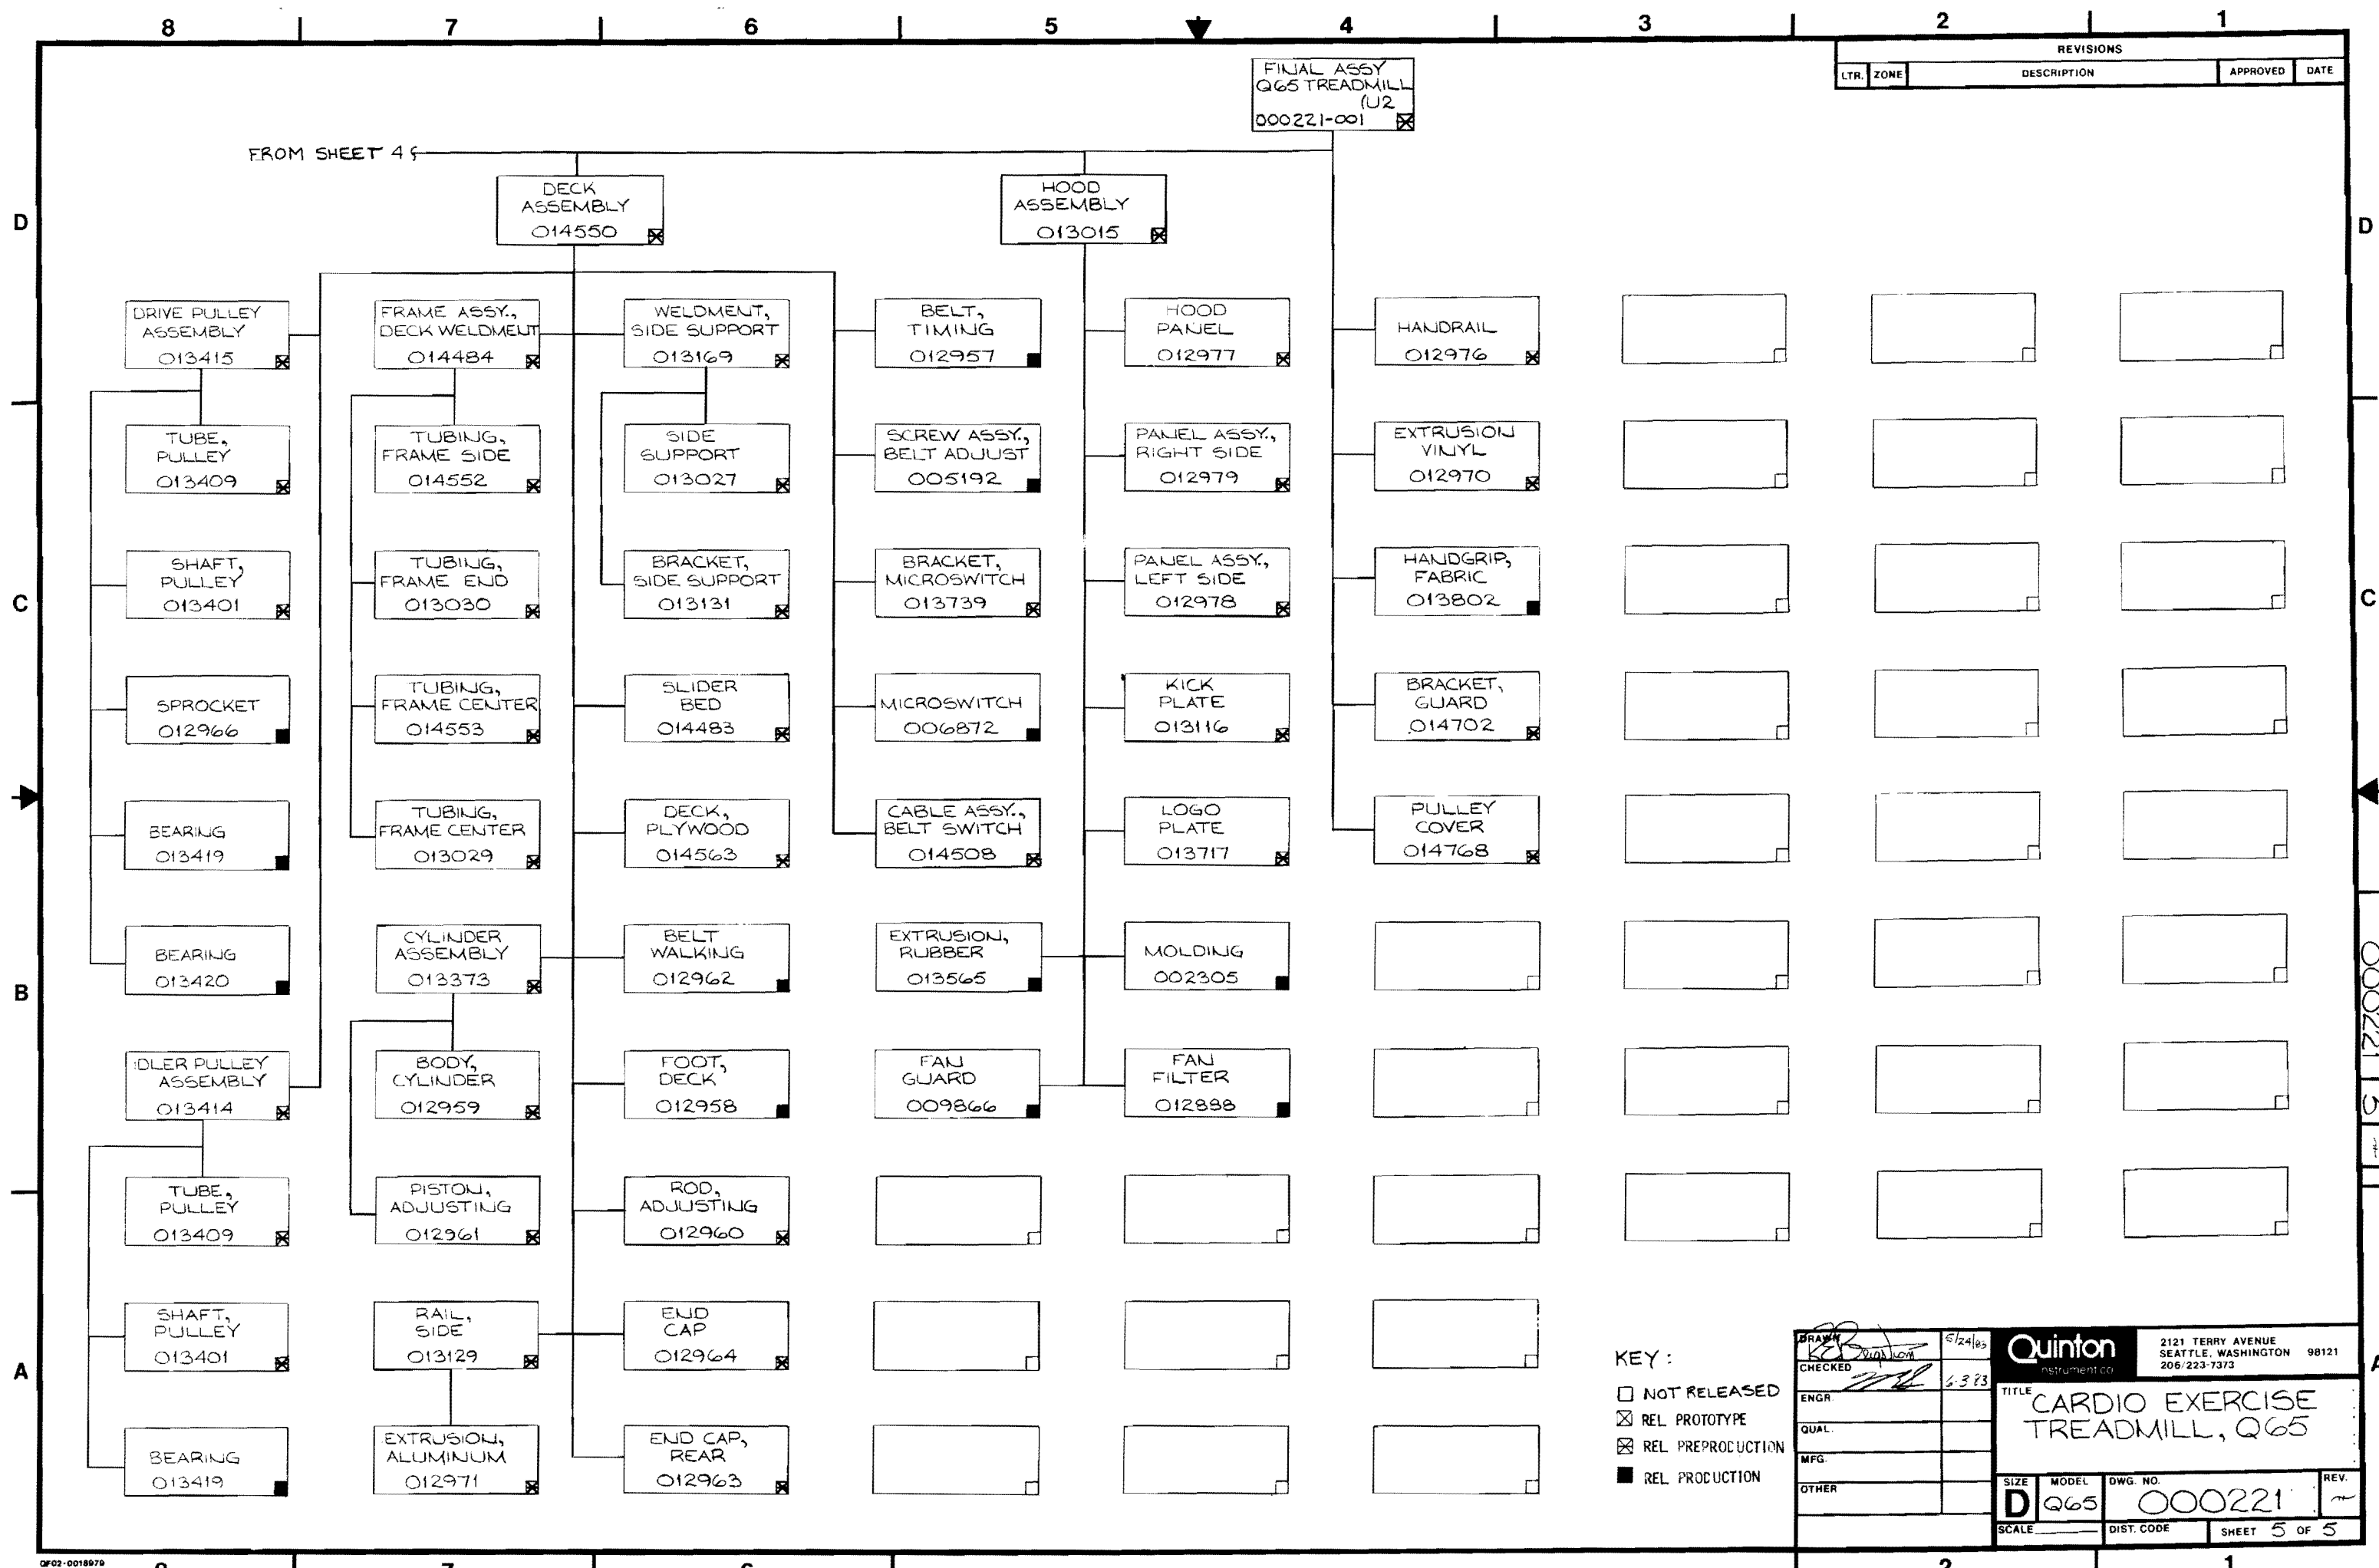 8 7 6 5 4 3 2 1
REVISIONS
LTR. ZONE DESCRIPTION APPROVED DATE
FINAL ASSY
Q65 TREADMILL
(U2
000221-001
FROM SHEET 4
DECK
ASSEMBLY
014550
HOOD
ASSEMBLY
013015
D
D
DRIVE PULLEY
ASSEMBLY
013415
FRAME ASSY.,
DECK WELDMENT
014484
WELDMENT,
SIDE SUPPORT
013169
BELT,
TIMING
012957
HOOD
PANEL
012977
HANDRAIL
012976
TUBE,
PULLEY
013409
TUBING,
FRAME SIDE
014552
SIDE
SUPPORT
013027
SCREW ASSY.,
BELT ADJUST
005192
PANEL ASSY.,
RIGHT SIDE
012979
EXTRUSION
VINYL
012970
C
C
SHAFT,
PULLEY
013401
TUBING,
FRAME END
013030
BRACKET,
SIDE SUPPORT
013131
BRACKET,
MICROSWITCH
013739
PANEL ASSY.,
LEFT SIDE
012978
HANDGRIP,
FABRIC
013802
SPROCKET
012966
TUBING,
FRAME CENTER
014553
SLIDER
BED
014483
MICROSWITCH
006872
KICK
PLATE
013116
BRACKET,
GUARD
014702
BEARING
013419
TUBING,
FRAME CENTER
013029
DECK,
PLYWOOD
014563
CABLE ASSY.,
BELT SWITCH
014508
LOGO
PLATE
013717
PULLEY
COVER
014768
B
BEARING
013420
CYLINDER
ASSEMBLY
013373
BELT
WALKING
012962
EXTRUSION,
RUBBER
013565
MOLDING
002305
000221 5
IDLER PULLEY
ASSEMBLY
013414
BODY,
CYLINDER
012959
FOOT,
DECK
012958
FAN
GUARD
009866
FAN
FILTER
012888
TUBE,
PULLEY
013409
PISTON,
ADJUSTING
012961
ROD,
ADJUSTING
012960
A
A
SHAFT,
PULLEY
013401
RAIL,
SIDE
013129
END
CAP
012964
BEARING
013419
EXTRUSION,
ALUMINUM
012971
END CAP,
REAR
012963
KEY:
NOT RELEASED
REL PROTOTYPE
REL PREPRODUCTION
REL PRODUCTION
DRAWN 5/24/83
CHECKED 6-3-83
ENGR.
QUAL.
MFG.
OTHER
Quinton
instrument co
2121 TERRY AVENUE
SEATTLE, WASHINGTON 98121
206/223-7373
TITLE CARDIO EXERCISE
TREADMILL, Q65
SIZE MODEL DWG. NO. REV.
D Q65 000221
SCALE DIST. CODE SHEET 5 OF 5
QF02-0018979
2 1